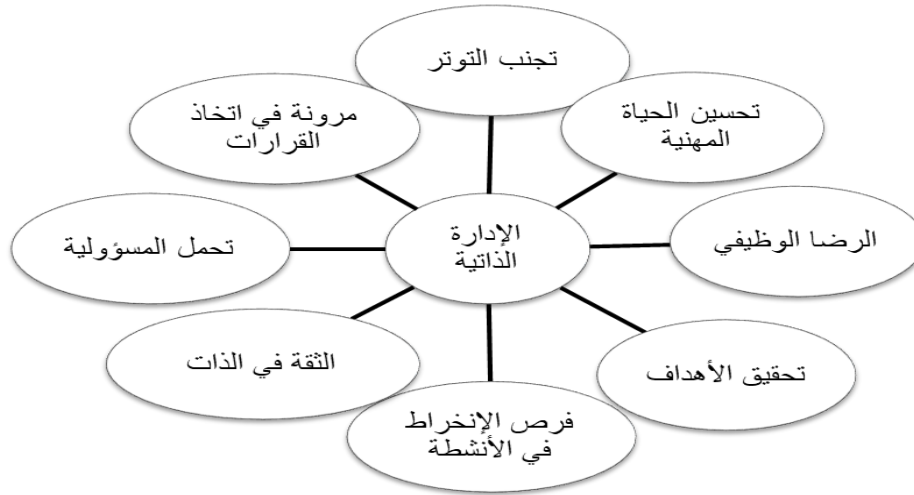 تجنب التوتر
تحسين الحياة
المهنية
مرونة في اتخاذ
القرارات
الرضا الوظيفي
الإدارة
الذاتية
تحمل المسؤولية
تحقيق الأهداف
الثقة في الذات
فرص الإنخراط
في الأنشطة